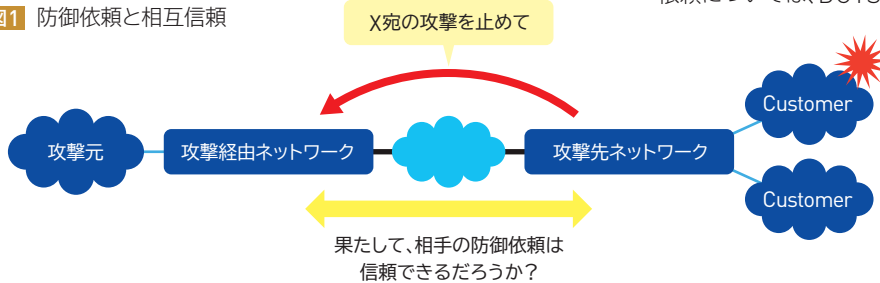 図1 防御依頼と相互信頼
X宛の攻撃を止めて
Customer
攻撃元
攻撃経由ネットワーク
攻撃先ネットワーク
Customer
果たして、相手の防御依頼は
信頼できるだろうか?